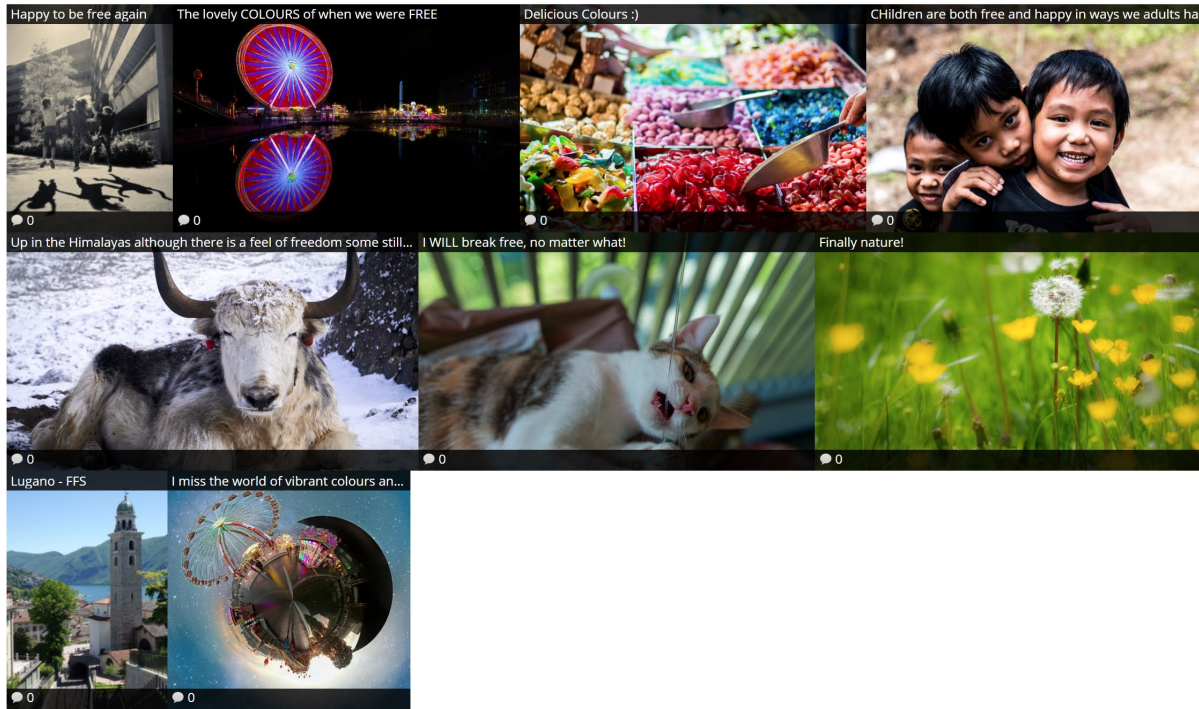 Happy to be free again
The lovely COLOURS of when we were FREE
Delicious Colours :)
CHildren are both free and happy in ways we adults ha
TOP
0
0
0
0
Up in the Himalayas although there is a feel of freedom some still...
I WILL break free, no matter what!
Finally nature!
0
0
0
Lugano - FFS
I miss the world of vibrant colours an...
0
0